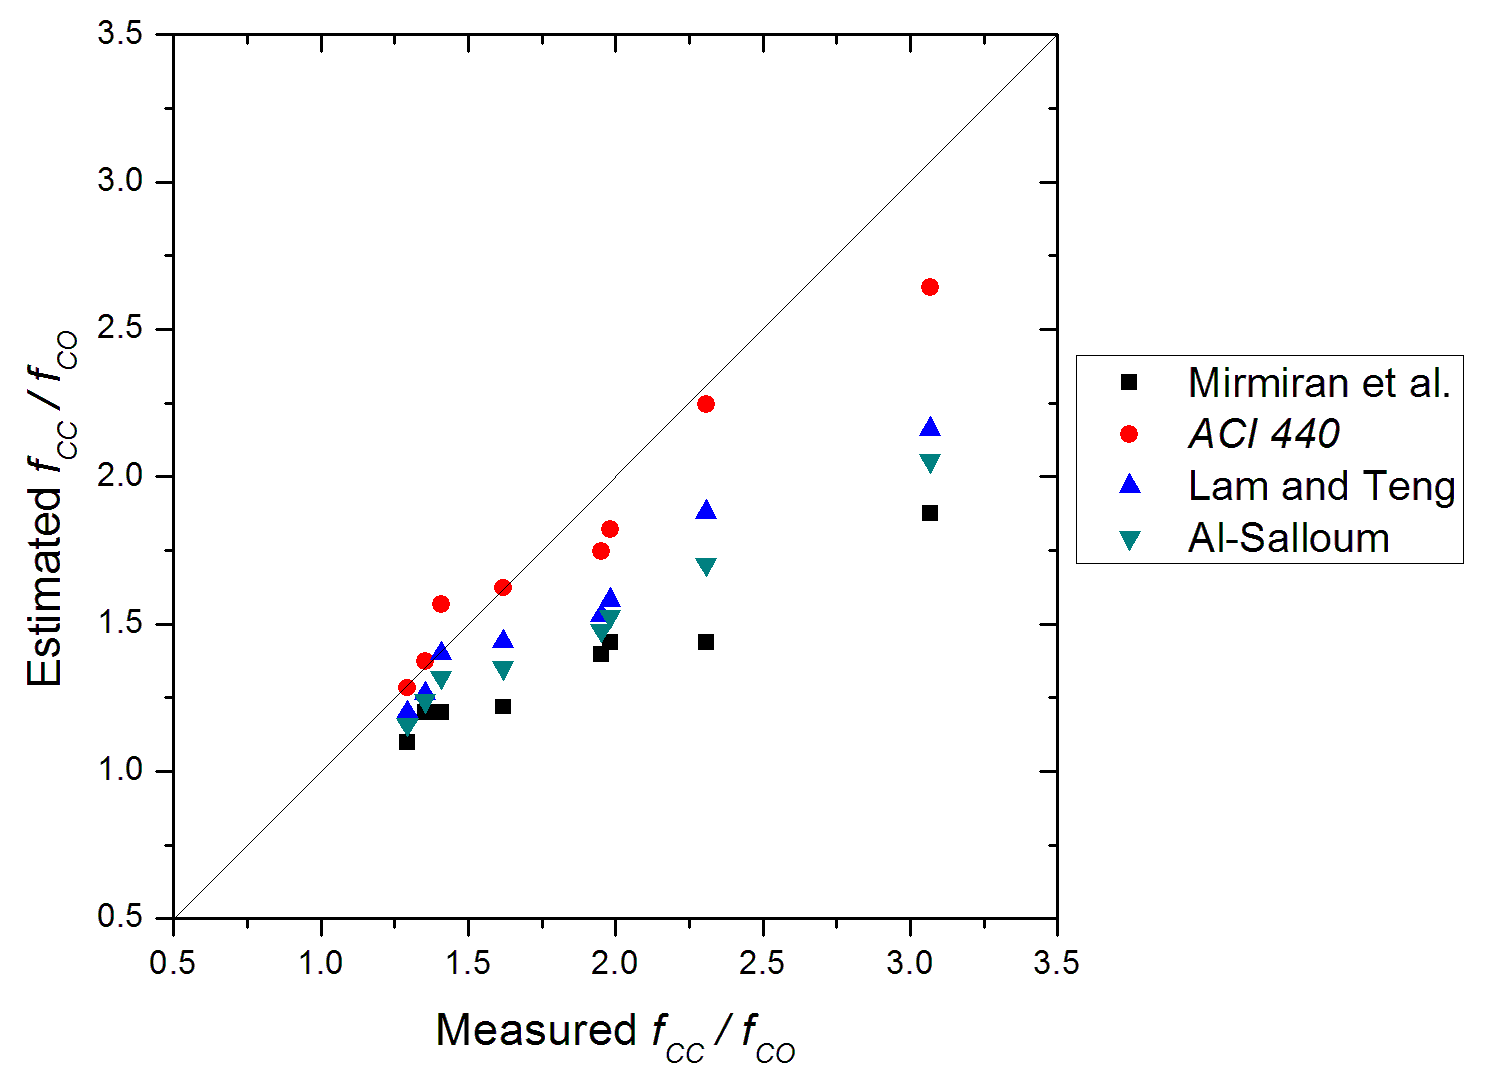 3.5
3.0
2.5
2.0
1.5
1.0
0.5
Estimated fCC / fCO
0.5 1.0 1.5 2.0 2.5 3.0 3.5
Measured fCC / fCO
Mirmiran et al.
ACI 440
Lam and Teng
Al-Salloum